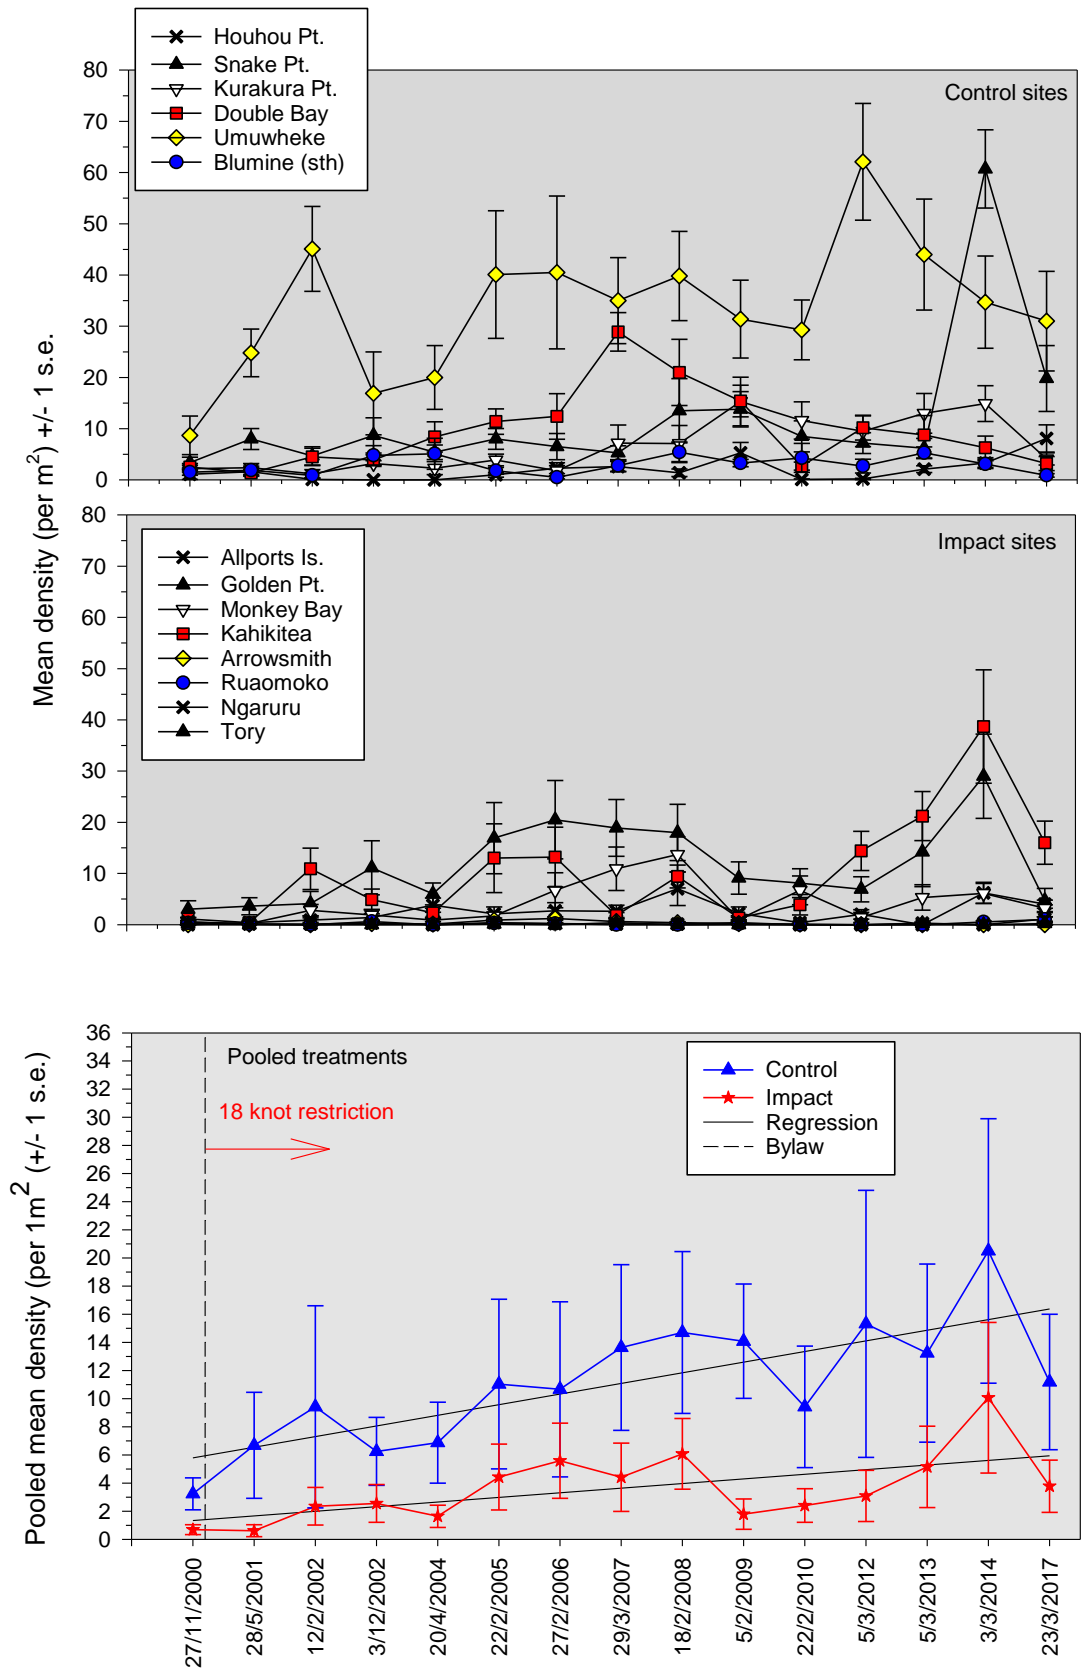 Houhou Pt.
Snake Pt.
Kurakura Pt.
Double Bay
Umuwheke
Blumine (sth)
Control sites
80
70
60
50
40
30
20
10
0
Mean density (per m2) +/- 1 s.e.
80
70
60
50
40
30
20
10
0
Impact sites
Allports Is.
Golden Pt.
Monkey Bay
Kahikitea
Arrowsmith
Ruaomoko
Ngaruru
Tory
Pooled mean density (per 1m2 (+/- 1 s.e.)
36
34
32
30
28
26
24
22
20
18
16
14
12
10
8
6
4
2
0
Pooled treatments
18 knot restriction
Control
Impact
Regression
Bylaw
27/11/2000
28/5/2001
12/2/2002
3/12/2002
20/4/2004
22/2/2005
27/2/2006
29/3/2007
18/2/2008
5/2/2009
22/2/2010
5/3/2012
5/3/2013
3/3/2014
23/3/2017